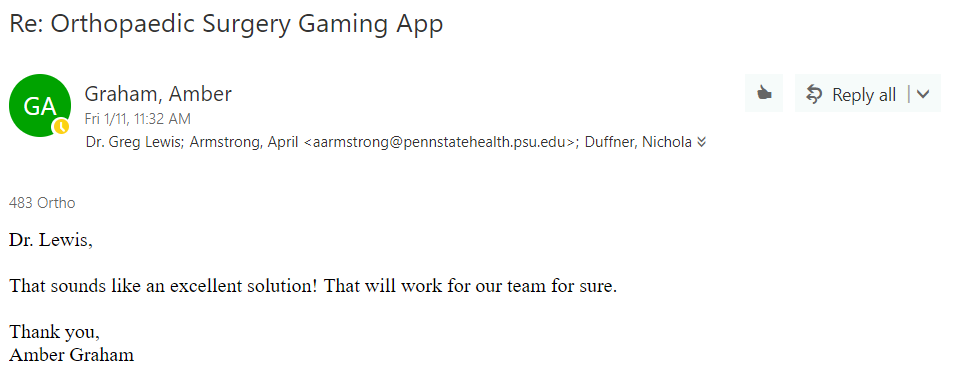 Re: Orthopaedic Surgery Gaming App
GA
Graham, Amber
Reply all
Fri 1/11, 11:32 AM
Dr. Greg Lewis; Armstrong, April <aarmstrong@pennstatehealth.psu.edu>; Duffner, Nichola
483 Ortho
Dr. Lewis,
That sounds like an excellent solution! That will work for our team for sure.
Thank you,
Amber Graham